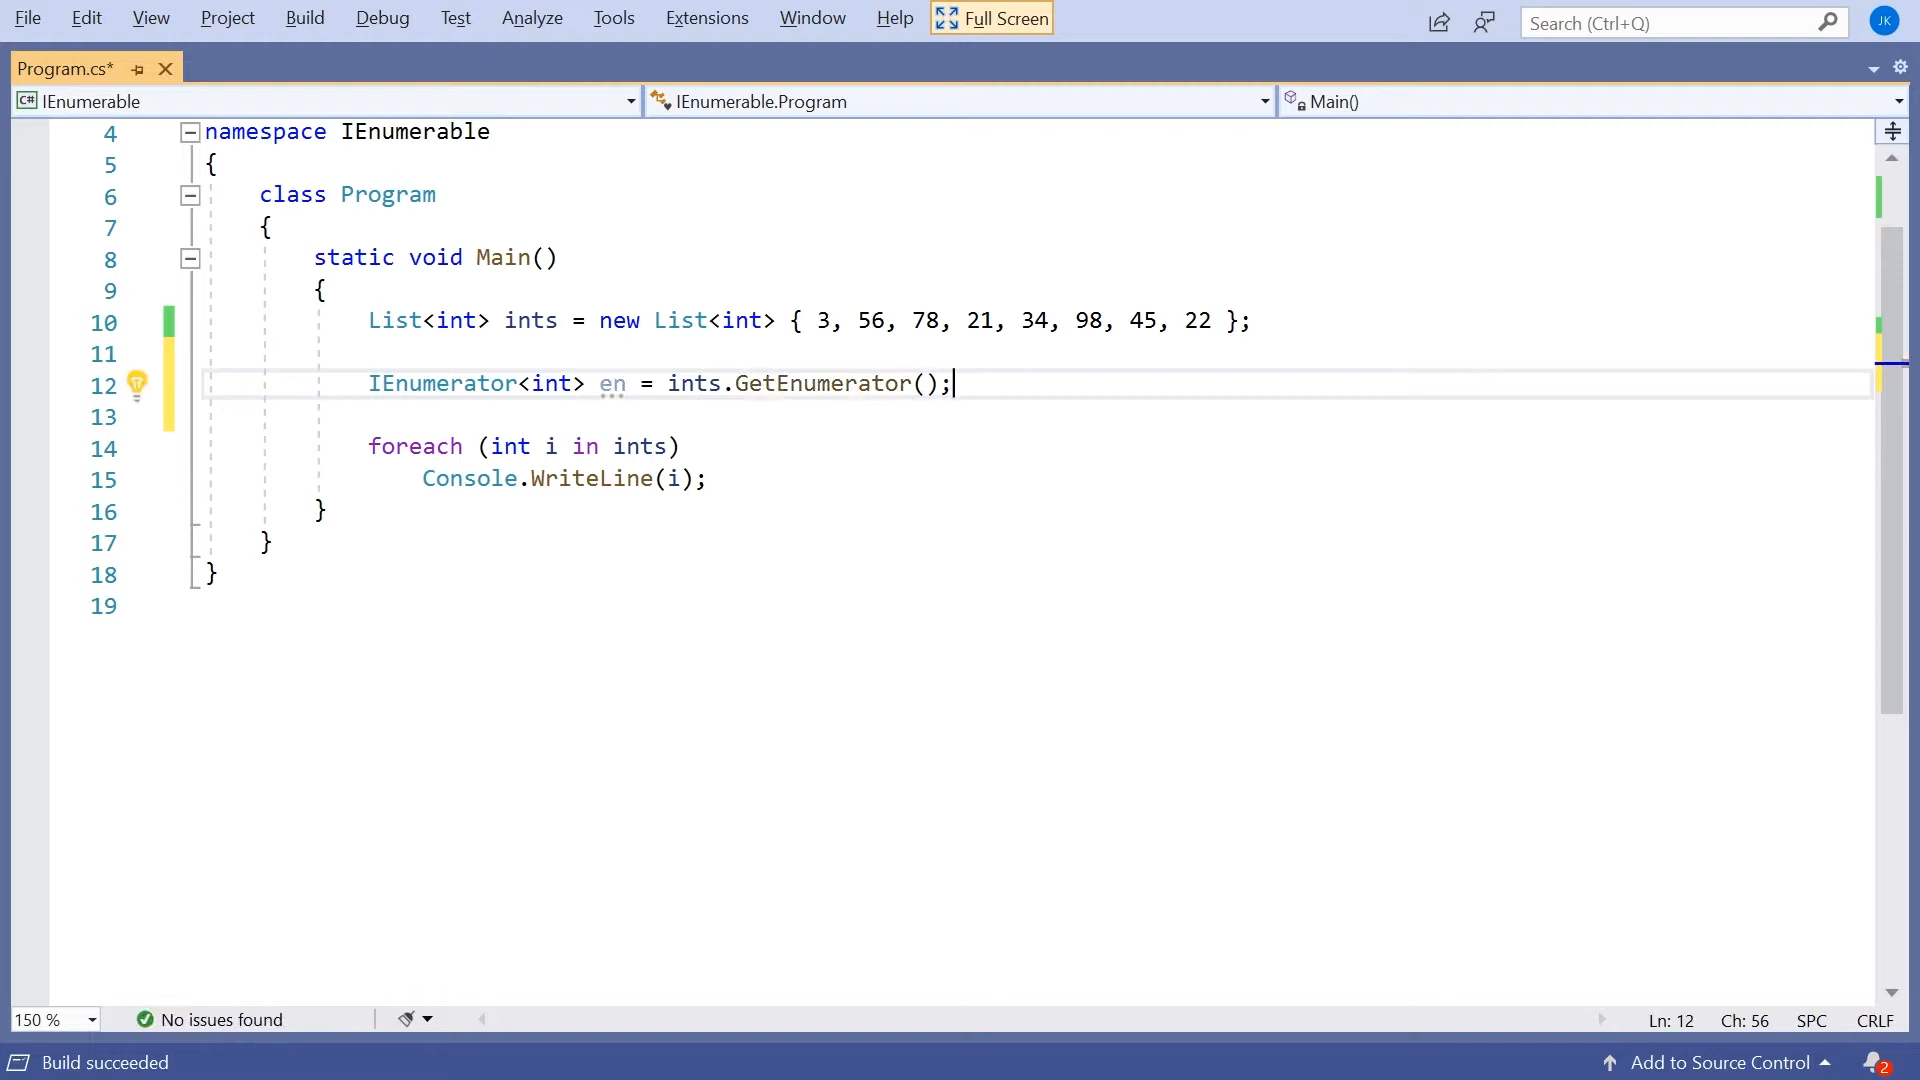 File Edit View Project Build Debug Test Analyze Tools Extensions Window Help Full Screen Search (Ctrl+Q) JK
Program.cs*
C# IEnumerable IEnumerable.Program Main()
4 namespace IEnumerable
5 {
6 class Program
7 {
8 static void Main()
9 {
10 List<int> ints = new List<int> { 3, 56, 78, 21, 34, 98, 45, 22 };
11
12 IEnumerator<int> en = ints.GetEnumerator();
13
14 foreach (int i in ints)
15 Console.WriteLine(i);
16 }
17 }
18 }
19
150 % No issues found Ln: 12 Ch: 56 SPC CRLF
Build succeeded Add to Source Control 2